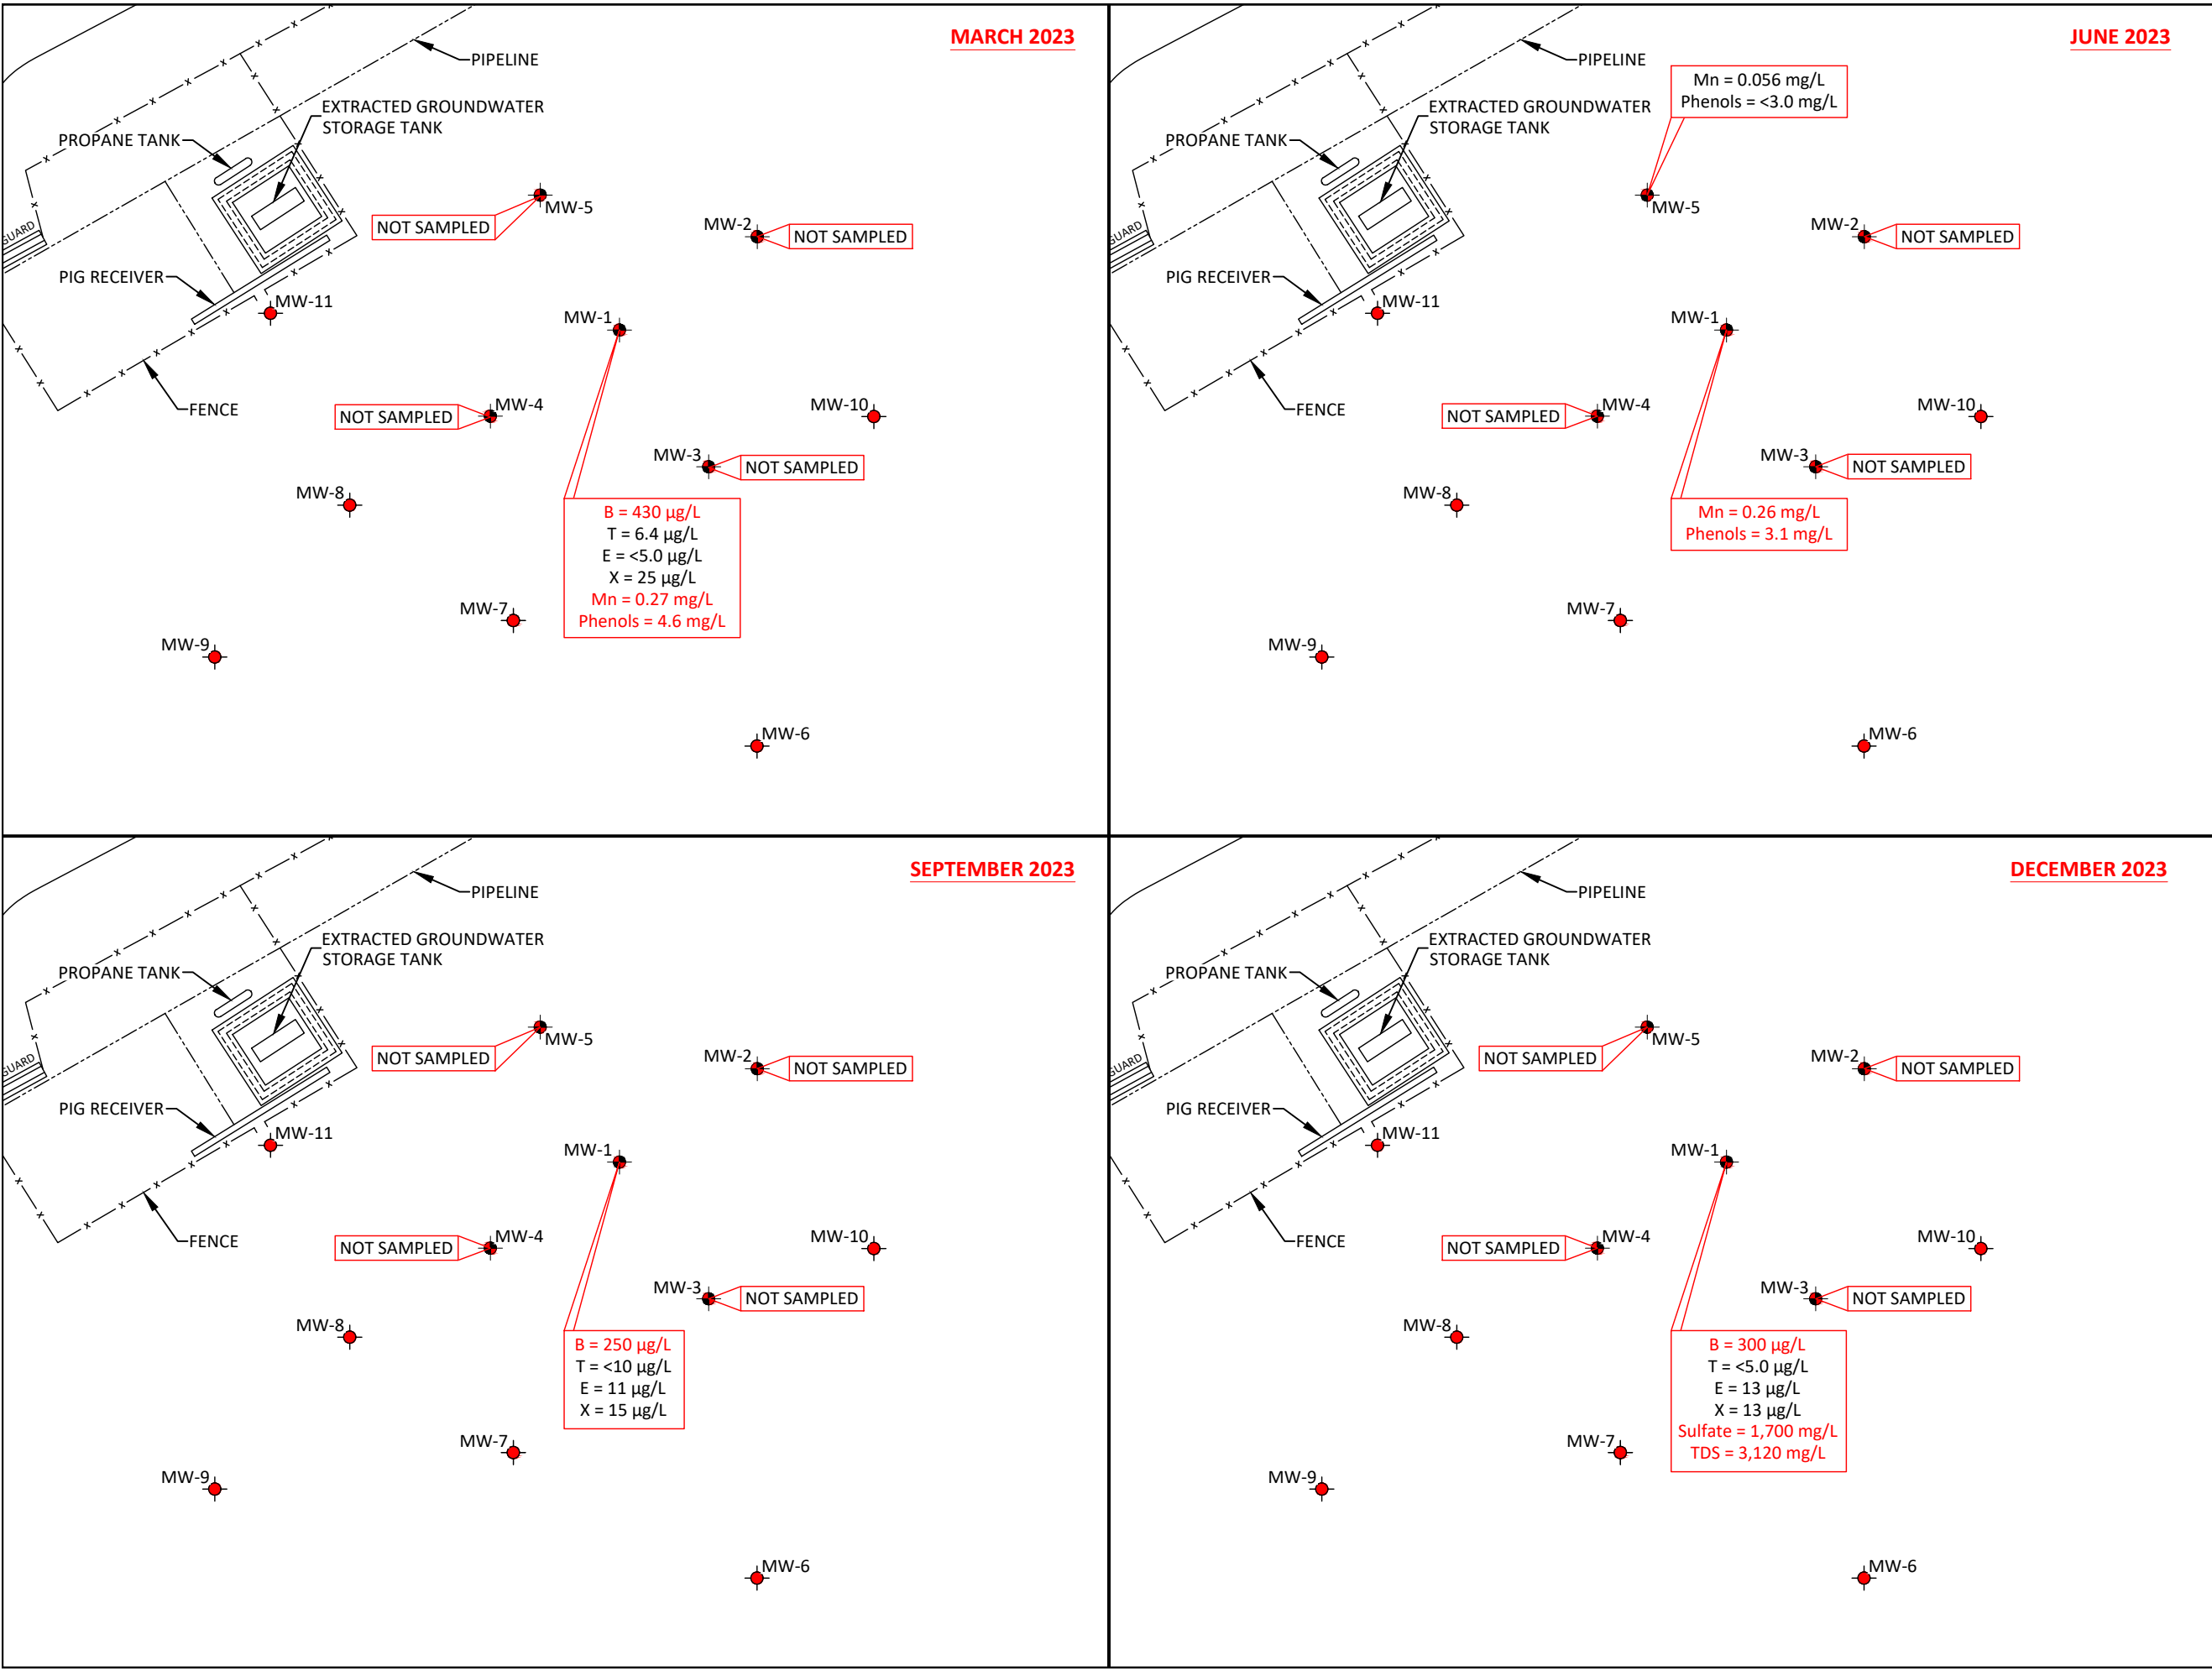 MARCH 2023
PIPELINE
EXTRACTED GROUNDWATER
STORAGE TANK
PROPANE TANK
MW-5
NOT SAMPLED
MW-2
NOT SAMPLED
GUARD
PIG RECEIVER
MW-11
MW-1
FENCE
NOT SAMPLED
MW-4
MW-10
MW-3
NOT SAMPLED
MW-8
B = 430 µg/L
T = 6.4 µg/L
E = <5.0 µg/L
X = 25 µg/L
Mn = 0.27 mg/L
Phenols = 4.6 mg/L
MW-7
MW-9
MW-6
JUNE 2023
PIPELINE
Mn = 0.056 mg/L
Phenols = <3.0 mg/L
EXTRACTED GROUNDWATER
STORAGE TANK
PROPANE TANK
MW-5
MW-2
NOT SAMPLED
GUARD
PIG RECEIVER
MW-11
MW-1
FENCE
NOT SAMPLED
MW-4
MW-10
MW-3
NOT SAMPLED
MW-8
Mn = 0.26 mg/L
Phenols = 3.1 mg/L
MW-7
MW-9
MW-6
SEPTEMBER 2023
PIPELINE
EXTRACTED GROUNDWATER
STORAGE TANK
PROPANE TANK
MW-5
NOT SAMPLED
MW-2
NOT SAMPLED
GUARD
PIG RECEIVER
MW-11
MW-1
FENCE
NOT SAMPLED
MW-4
MW-10
MW-3
NOT SAMPLED
MW-8
B = 250 µg/L
T = <10 µg/L
E = 11 µg/L
X = 15 µg/L
MW-7
MW-9
MW-6
DECEMBER 2023
PIPELINE
EXTRACTED GROUNDWATER
STORAGE TANK
PROPANE TANK
MW-5
NOT SAMPLED
MW-2
NOT SAMPLED
GUARD
PIG RECEIVER
MW-11
MW-1
FENCE
NOT SAMPLED
MW-4
MW-10
MW-3
NOT SAMPLED
MW-8
B = 300 µg/L
T = <5.0 µg/L
E = 13 µg/L
X = 13 µg/L
Sulfate = 1,700 mg/L
TDS = 3,120 mg/L
MW-7
MW-9
MW-6